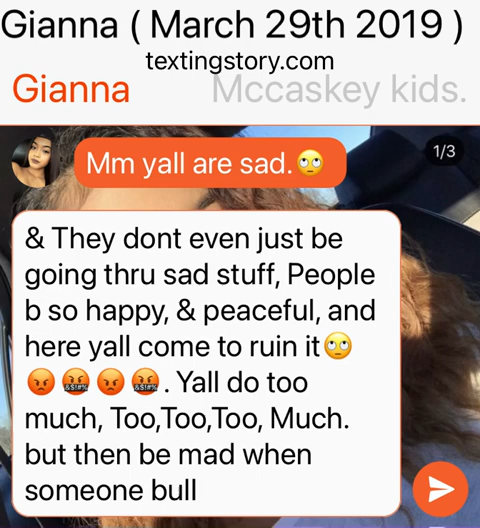 Gianna ( March 29th 2019 )
textingstory.com
Gianna Mccaskey kids.
1/3
Mm yall are sad.🙄
& They dont even just be
going thru sad stuff, People
b so happy, & peaceful, and
here yall come to ruin it🙄
😡🤬😡🤬. Yall do too
much, Too,Too,Too, Much.
but then be mad when
someone bull